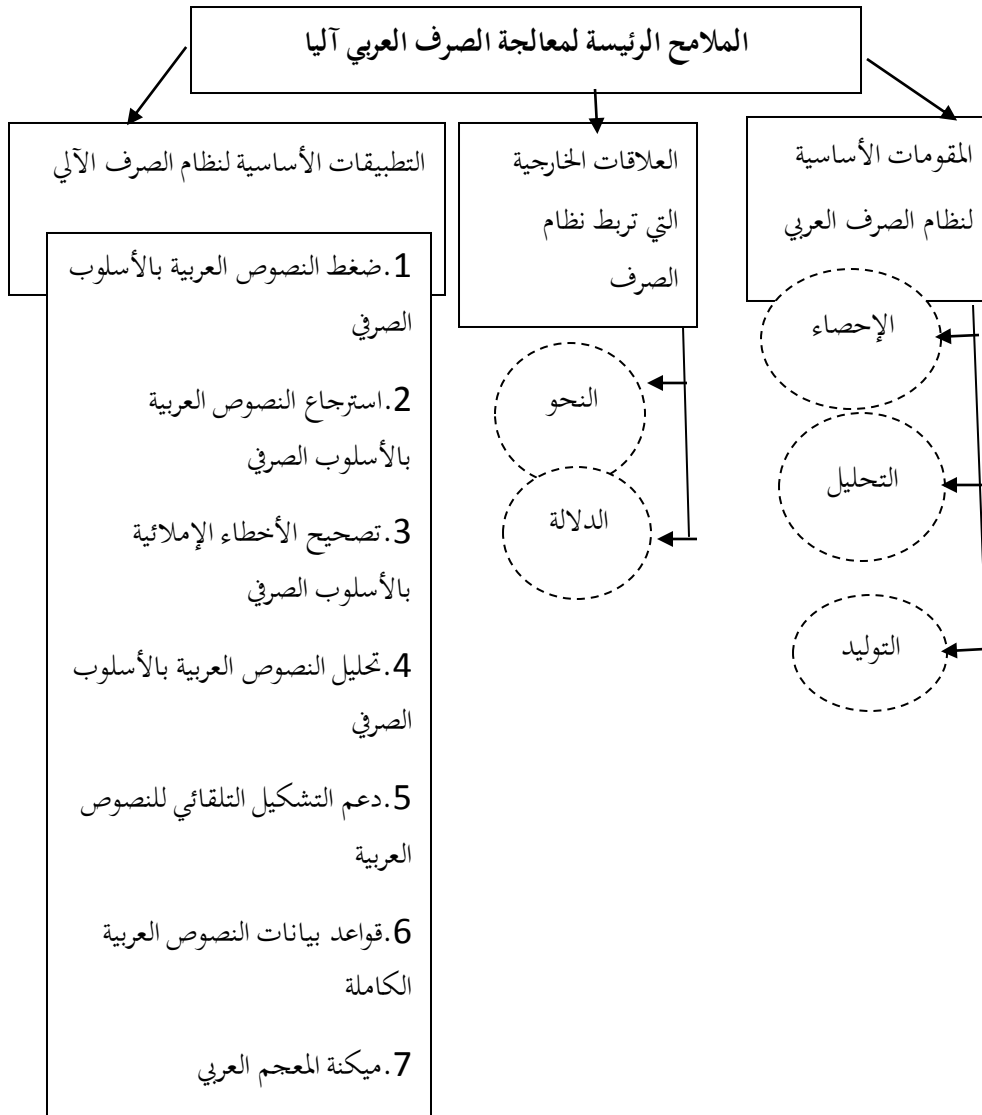 الملامح الرئيسة لمعالجة الصرف العربي آليا
المقومات الأساسية
لنظام الصرف العربي
الإحصاء
التحليل
التوليد
العلاقات الخارجية
التي تربط نظام
الصرف
النحو
الدلالة
التطبيقات الأساسية لنظام الصرف الآلي
1.ضغط النصوص العربية بالأسلوب
الصرفي
2.استرجاع النصوص العربية
بالأسلوب الصرفي
3.تصحيح الأخطاء الإملائية
بالأسلوب الصرفي
4.تحليل النصوص العربية بالأسلوب
الصرفي
5.دعم التشكيل التلقائي للنصوص
العربية
6.قواعد بيانات النصوص العربية
الكاملة
7.ميكنة المعجم العربي